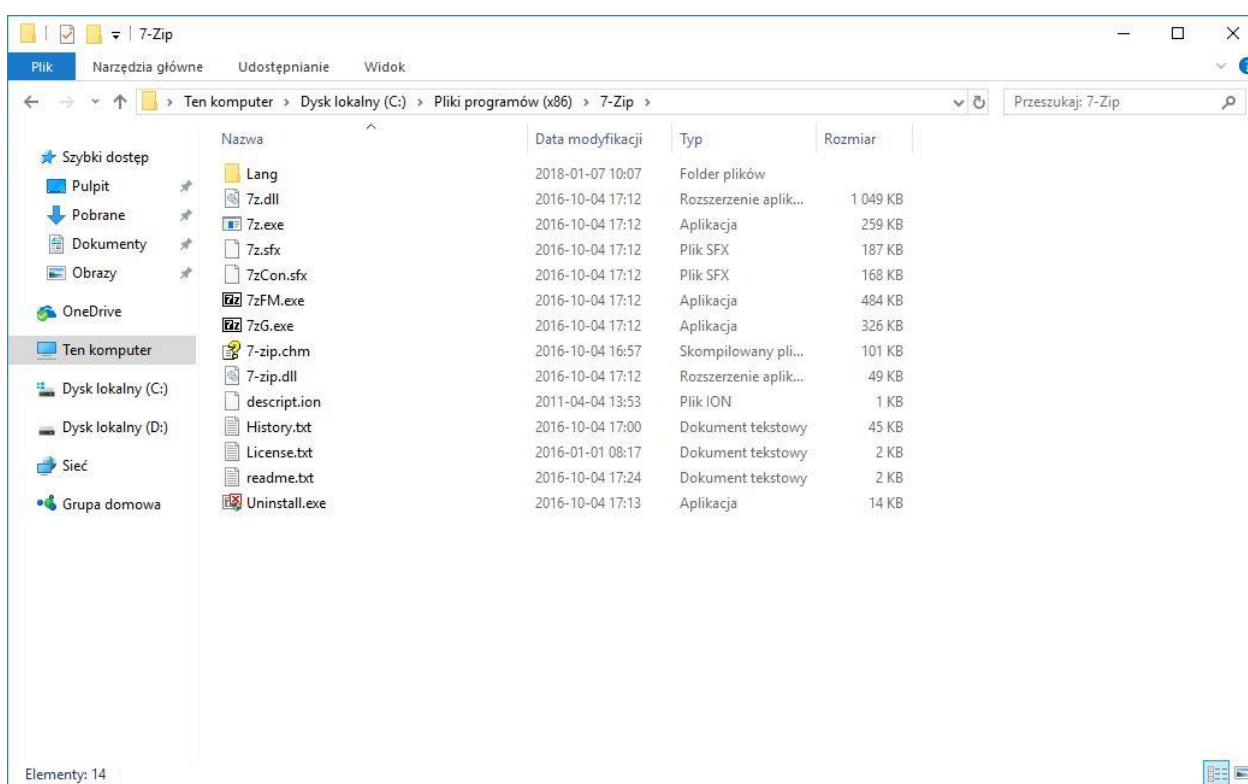 7-Zip
Plik Narzędzia główne Udostępnianie Widok
Ten komputer > Dysk lokalny (C:) > Pliki programów (x86) > 7-Zip > Przeszukaj: 7-Zip
Szybki dostęp
Pulpit
Pobrane
Dokumenty
Obrazy
OneDrive
Ten komputer
Dysk lokalny (C:)
Dysk lokalny (D:)
Sieć
Grupa domowa
Nazwa Data modyfikacji Typ Rozmiar
Lang 2018-01-07 10:07 Folder plików
7z.dll 2016-10-04 17:12 Rozszerzenie aplik... 1 049 KB
7z.exe 2016-10-04 17:12 Aplikacja 259 KB
7z.sfx 2016-10-04 17:12 Plik SFX 187 KB
7zCon.sfx 2016-10-04 17:12 Plik SFX 168 KB
7zFM.exe 2016-10-04 17:12 Aplikacja 484 KB
7zG.exe 2016-10-04 17:12 Aplikacja 326 KB
7-zip.chm 2016-10-04 16:57 Skompilowany pli... 101 KB
7-zip.dll 2016-10-04 17:12 Rozszerzenie aplik... 49 KB
descript.ion 2011-04-04 13:53 Plik ION 1 KB
History.txt 2016-10-04 17:00 Dokument tekstowy 45 KB
License.txt 2016-01-01 08:17 Dokument tekstowy 2 KB
readme.txt 2016-10-04 17:24 Dokument tekstowy 2 KB
Uninstall.exe 2016-10-04 17:13 Aplikacja 14 KB
Elementy: 14